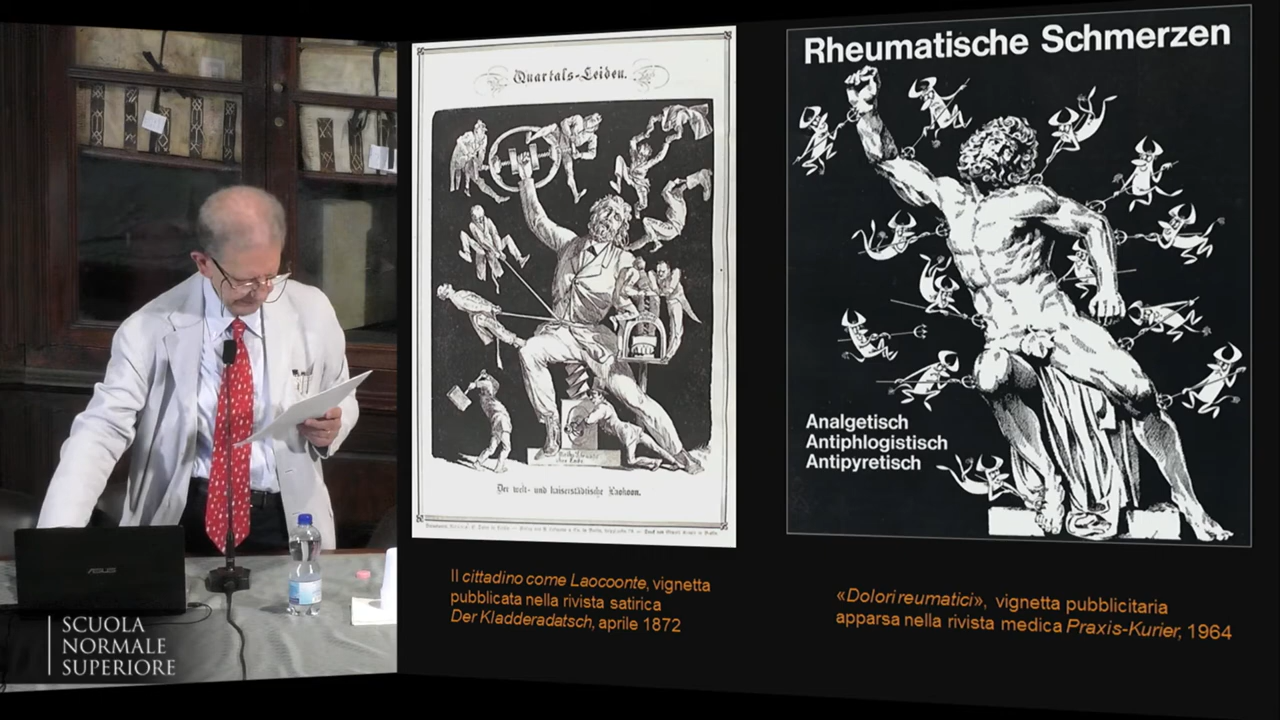 Quartals-Leiden.
Der welt- und kaiserstädtische Laokoon.
Rheumatische Schmerzen
Analgetisch
Antiphlogistisch
Antipyretisch
Il cittadino come Laocoonte, vignetta
pubblicata nella rivista satirica
Der Kladderadatsch, aprile 1872
«Dolori reumatici», vignetta pubblicitaria
apparsa nella rivista medica Praxis-Kurier, 1964
ASUS
SCUOLA
NORMALE
SUPERIORE